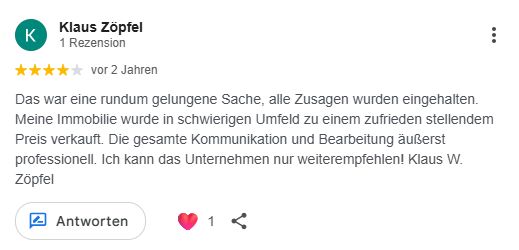 K
Klaus Zöpfel
1 Rezension
vor 2 Jahren
Das war eine rundum gelungene Sache, alle Zusagen wurden eingehalten.
Meine Immobilie wurde in schwierigen Umfeld zu einem zufrieden stellendem
Preis verkauft. Die gesamte Kommunikation und Bearbeitung äußerst
professionell. Ich kann das Unternehmen nur weiterempfehlen! Klaus W.
Zöpfel
Antworten
1